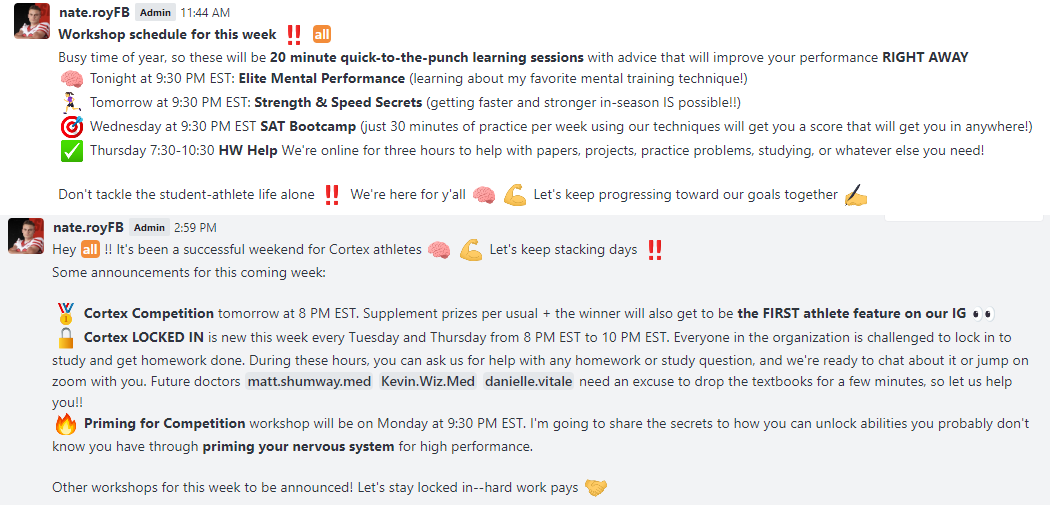 nate.royFB Admin 11:44 AM
Workshop schedule for this week ‼️ all
Busy time of year, so these will be 20 minute quick-to-the-punch learning sessions with advice that will improve your performance RIGHT AWAY
🧠 Tonight at 9:30 PM EST: Elite Mental Performance (learning about my favorite mental training technique!)
🏃‍♀️ Tomorrow at 9:30 PM EST: Strength & Speed Secrets (getting faster and stronger in-season IS possible!!)
🎯 Wednesday at 9:30 PM EST SAT Bootcamp (just 30 minutes of practice per week using our techniques will get you a score that will get you in anywhere!)
✅ Thursday 7:30-10:30 HW Help We're online for three hours to help with papers, projects, practice problems, studying, or whatever else you need!
Don't tackle the student-athlete life alone ‼️ We're here for y'all 🧠 💪 Let's keep progressing toward our goals together ✍️
nate.royFB Admin 2:59 PM
Hey all !! It's been a successful weekend for Cortex athletes 🧠 💪 Let's keep stacking days ‼️
Some announcements for this coming week:
🏅 Cortex Competition tomorrow at 8 PM EST. Supplement prizes per usual + the winner will also get to be the FIRST athlete feature on our IG 👀
🔒 Cortex LOCKED IN is new this week every Tuesday and Thursday from 8 PM EST to 10 PM EST. Everyone in the organization is challenged to lock in to
study and get homework done. During these hours, you can ask us for help with any homework or study question, and we're ready to chat about it or jump on
zoom with you. Future doctors matt.shumway.med Kevin.Wiz.Med danielle.vitale need an excuse to drop the textbooks for a few minutes, so let us help
you!!
🔥 Priming for Competition workshop will be on Monday at 9:30 PM EST. I'm going to share the secrets to how you can unlock abilities you probably don't
know you have through priming your nervous system for high performance.
Other workshops for this week to be announced! Let's stay locked in--hard work pays 🤝